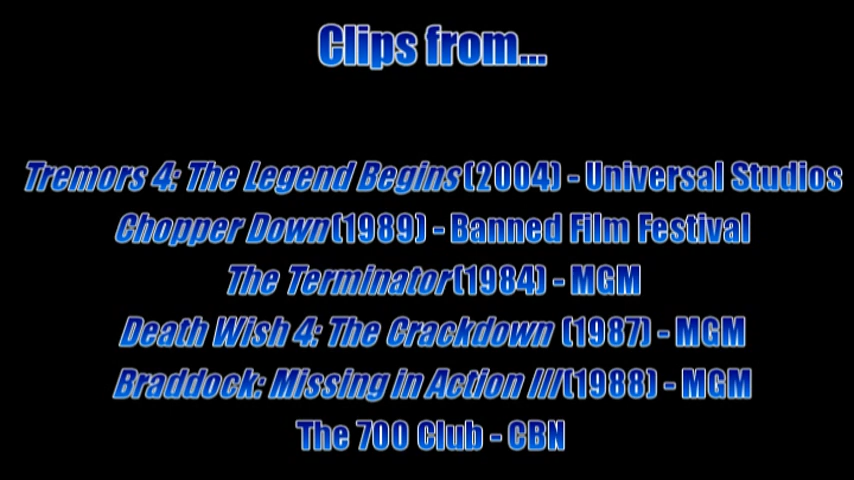 Clips from...
Tremors 4: The Legend Begins (2004) - Universal Studios
Chopper Down (1989) - Banned Film Festival
The Terminator (1984) - MGM
Death Wish 4: The Crackdown (1987) - MGM
Braddock: Missing in Action III (1988) - MGM
The 700 Club - CBN